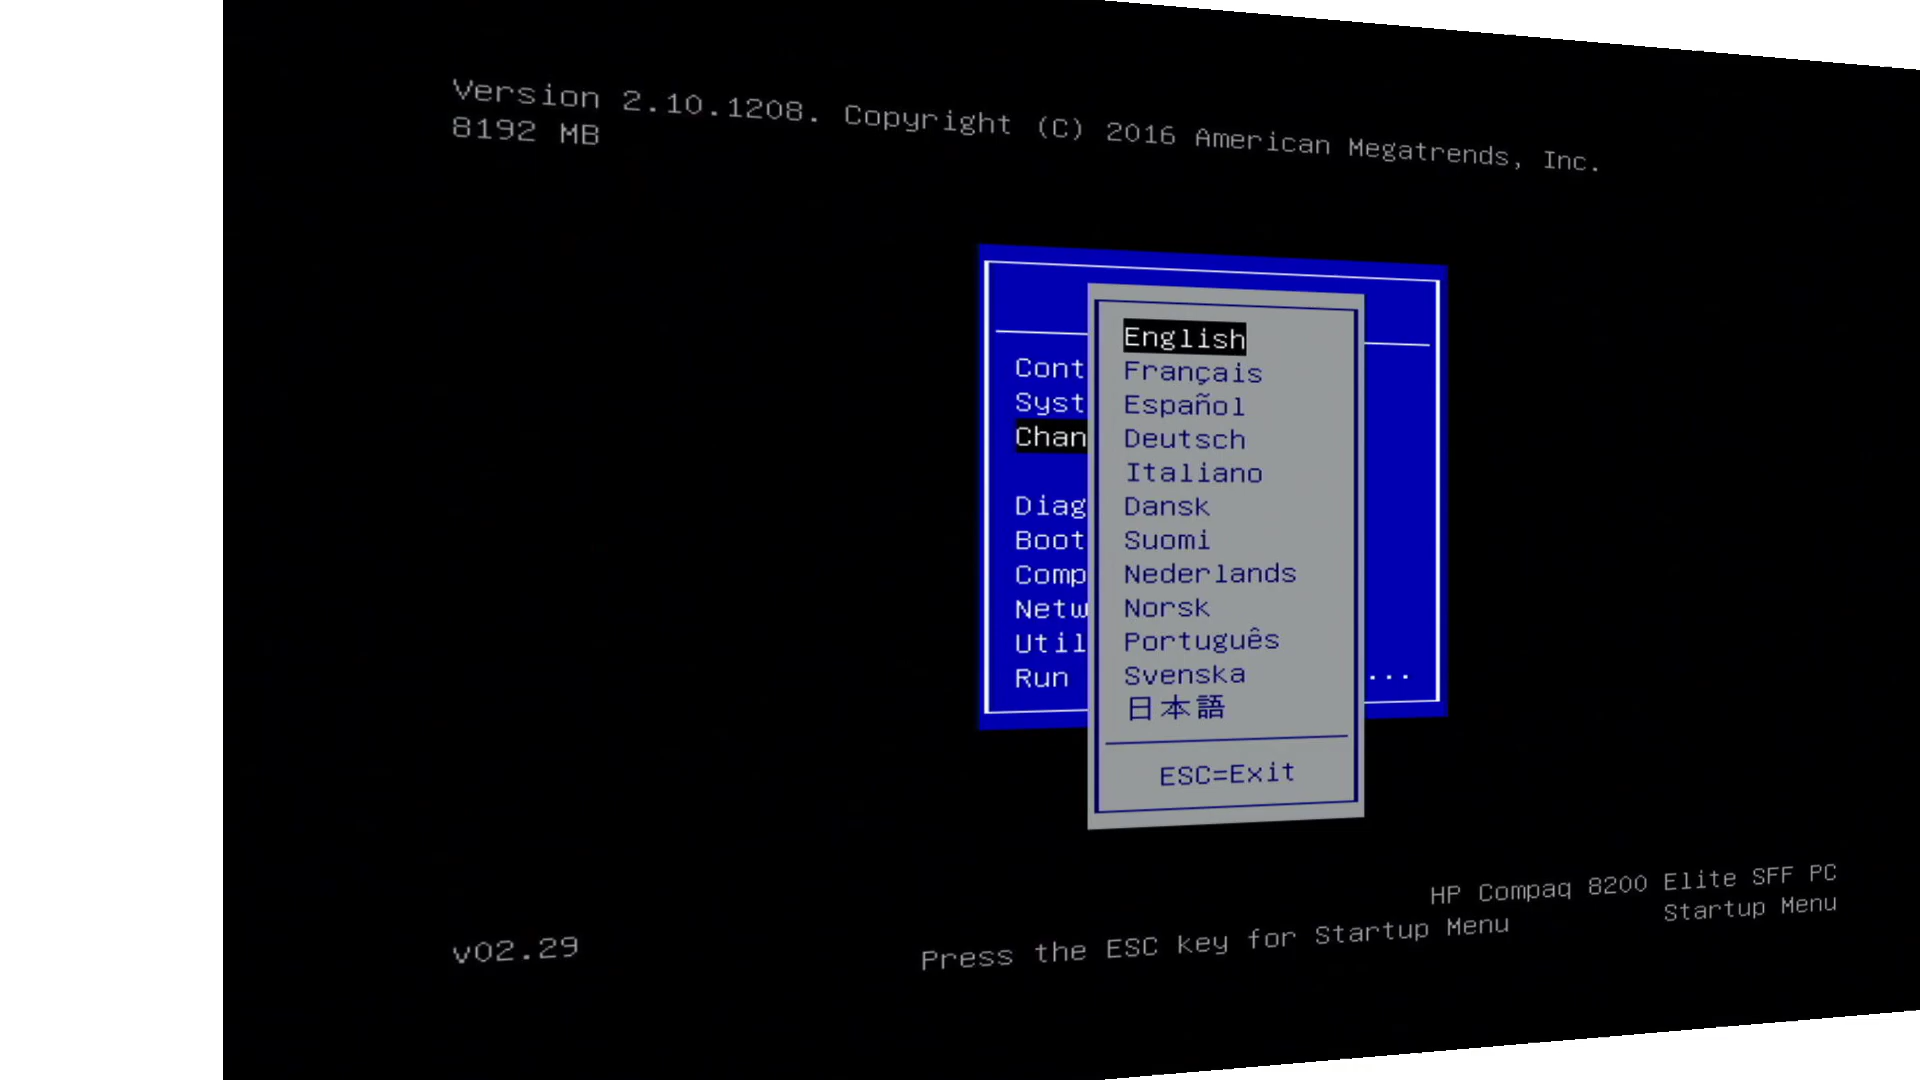 Version 2.10.1208. Copyright (C) 2016 American Megatrends, Inc.
8192 MB
Cont
Syst
Chan
Diag
Boot
Comp
Netw
Util
Run
...
English
Français
Español
Deutsch
Italiano
Dansk
Suomi
Nederlands
Norsk
Português
Svenska
日本語
ESC=Exit
HP Compaq 8200 Elite SFF PC
Startup Menu
Press the ESC key for Startup Menu
v02.29